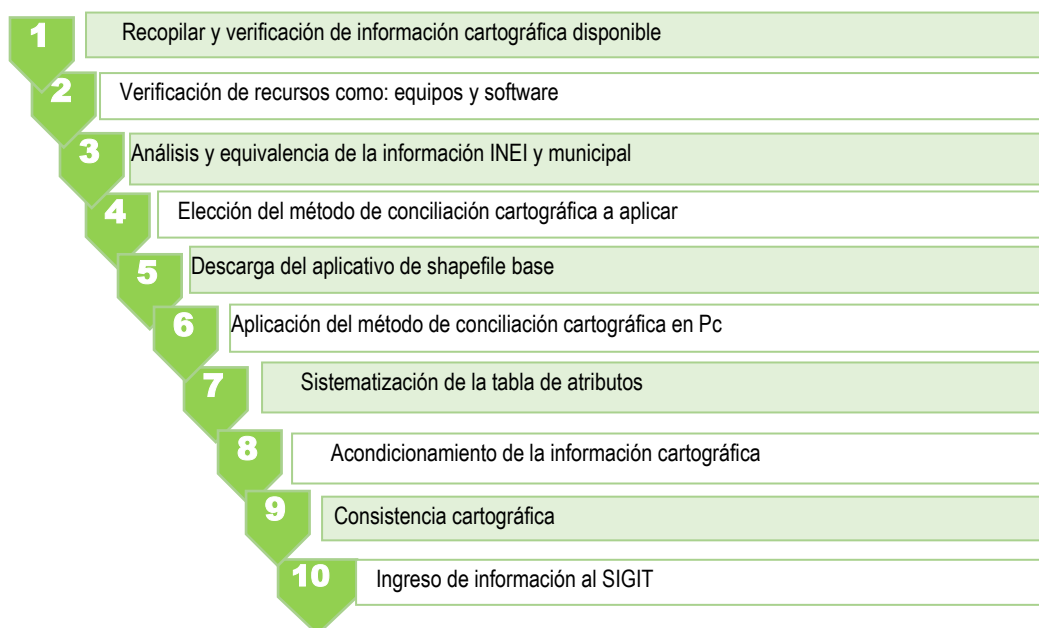 1 Recopilar y verificación de información cartográfica disponible
2 Verificación de recursos como: equipos y software
3 Análisis y equivalencia de la información INEI y municipal
4 Elección del método de conciliación cartográfica a aplicar
5 Descarga del aplicativo de shapefile base
6 Aplicación del método de conciliación cartográfica en Pc
7 Sistematización de la tabla de atributos
8 Acondicionamiento de la información cartográfica
9 Consistencia cartográfica
10 Ingreso de información al SIGIT